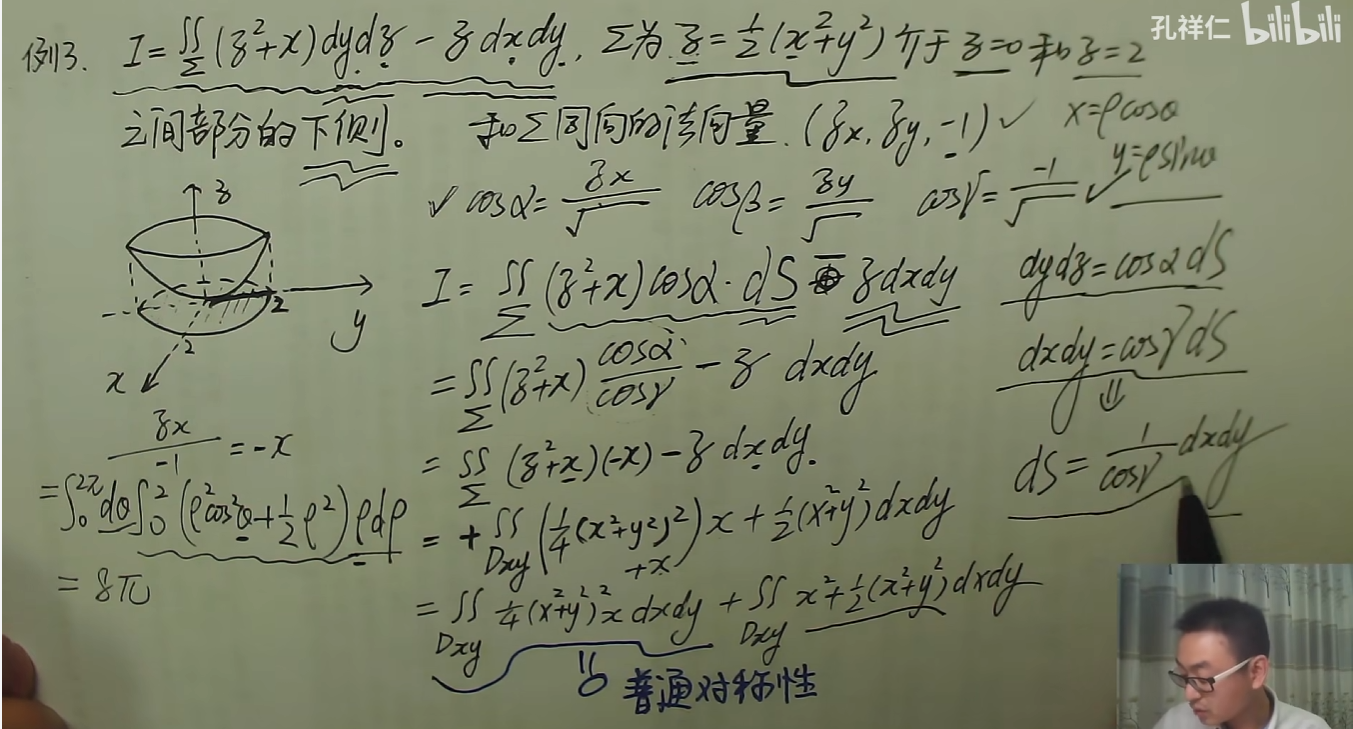 孔祥仁 bilibili
例3. I=∬_Σ (z²+x)dydz − z dxdy, Σ为 z=½(x²+y²) 介于 z=0 和 z=2
之间部分的下侧。 和Σ同向的法向量. (zx, zy, -1) ✓ x=ρcosθ
y=ρsinθ
✓ cosα = zx/√ cosβ = zy/√ cosγ = -1/√ ✓
z
2
y
2
x
I = ∬_Σ (z²+x)cosα·dS − zdxdy dydz=cosαdS
= ∬_Σ (z²+x) cosα/cosγ − z dxdy dxdy=cosγdS
⇓
= ∬_Σ (z²+x)(-x) − z dxdy. dS = 1/cosγ dxdy
= + ∬_Dxy (¼(x²+y²)²+x)x + ½(x²+y²)dxdy
= ∬_Dxy ¼(x²+y²)²x dxdy + ∬_Dxy x²+½(x²+y²)dxdy
= 0 普通对称性
zx/-1 = -x
= ∫₀^2π dθ ∫₀² (ρ²cos²θ + ½ρ²) ρdρ
= 8π